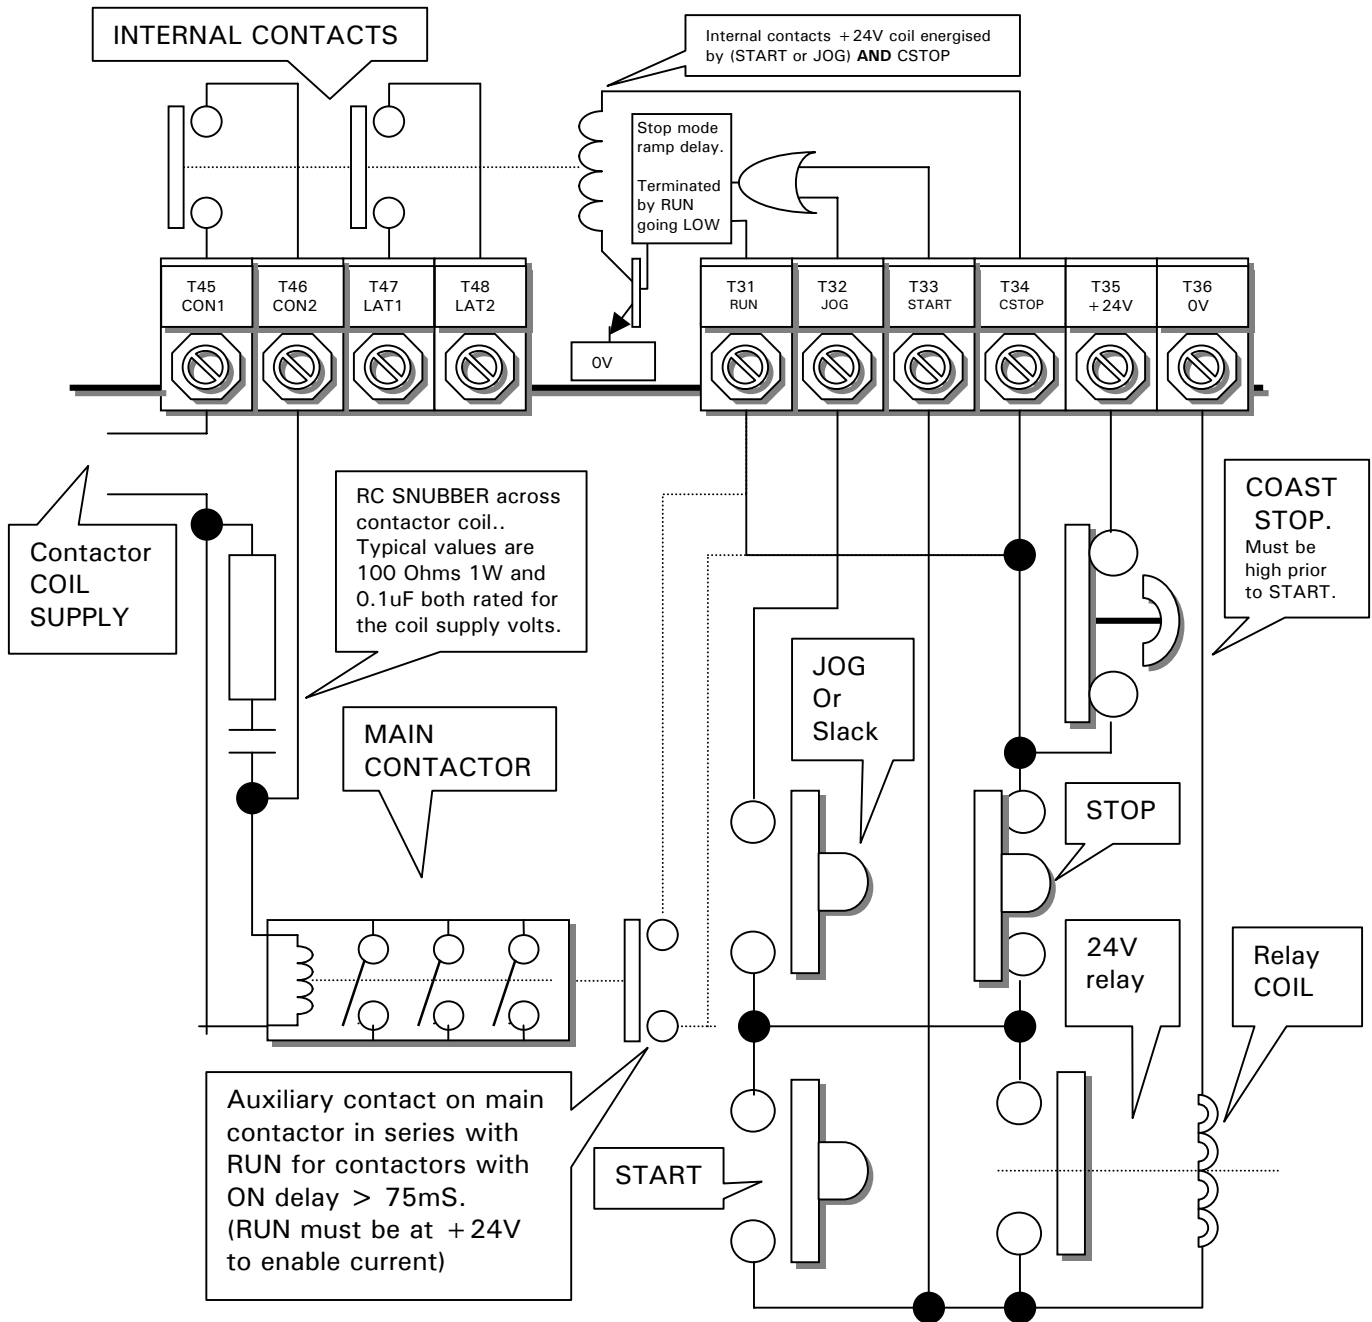 INTERNAL CONTACTS
Internal contacts +24V coil energised
by (START or JOG) AND CSTOP
Stop mode
ramp delay.
Terminated
by RUN
going LOW
T45
CON1
T46
CON2
T47
LAT1
T48
LAT2
0V
T31
RUN
T32
JOG
T33
START
T34
CSTOP
T35
+24V
T36
0V
Contactor
COIL
SUPPLY
RC SNUBBER across
contactor coil..
Typical values are
100 Ohms 1W and
0.1uF both rated for
the coil supply volts.
COAST
STOP.
Must be
high prior
to START.
MAIN
CONTACTOR
JOG
Or
Slack
STOP
24V
relay
Relay
COIL
Auxiliary contact on main
contactor in series with
RUN for contactors with
ON delay > 75mS.
(RUN must be at +24V
to enable current)
START